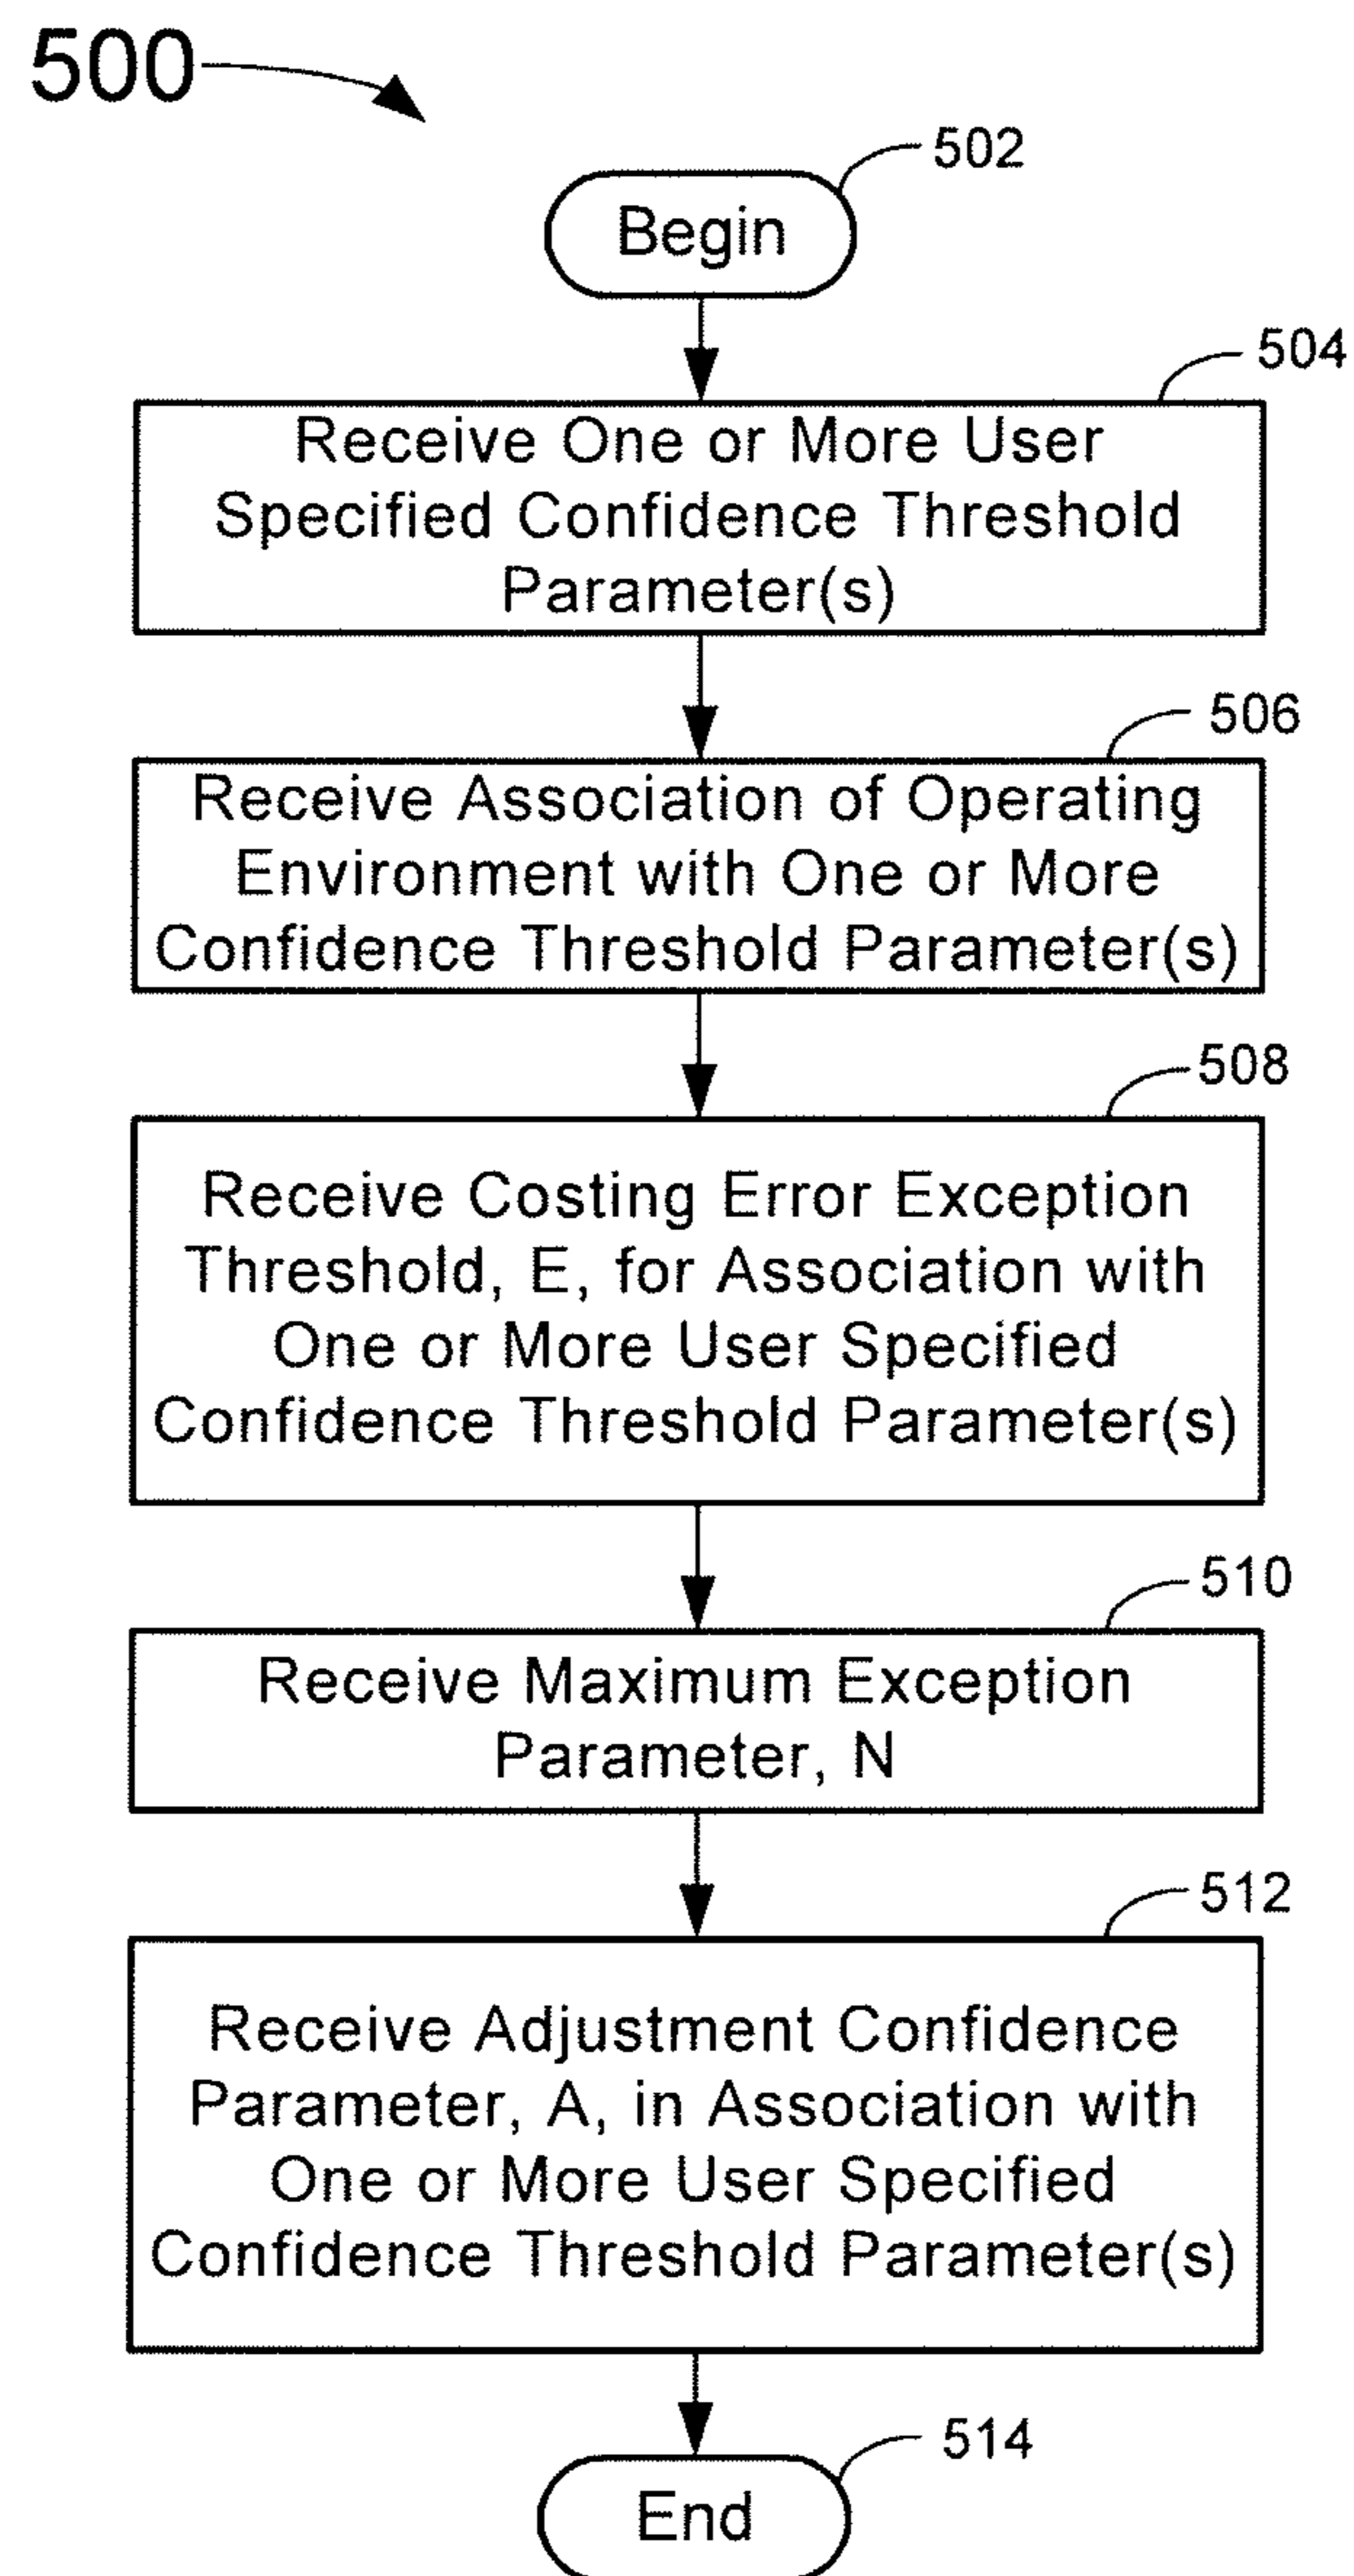 500
502
Begin
504
Receive One or More User
Specified Confidence Threshold
Parameter(s)
506
Receive Association of Operating
Environment with One or More
Confidence Threshold Parameter(s)
508
Receive Costing Error Exception
Threshold, E, for Association with
One or More User Specified
Confidence Threshold Parameter(s)
510
Receive Maximum Exception
Parameter, N
512
Receive Adjustment Confidence
Parameter, A, in Association with
One or More User Specified
Confidence Threshold Parameter(s)
514
End